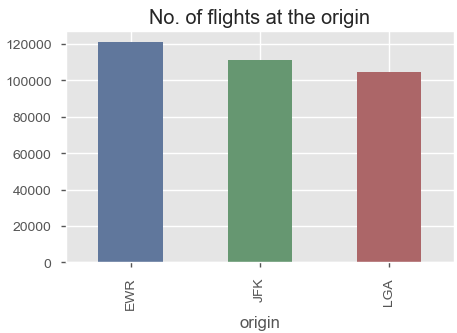 No. of flights at the origin
120000
100000
80000
60000
40000
20000
0
EWR
JFK
LGA
origin